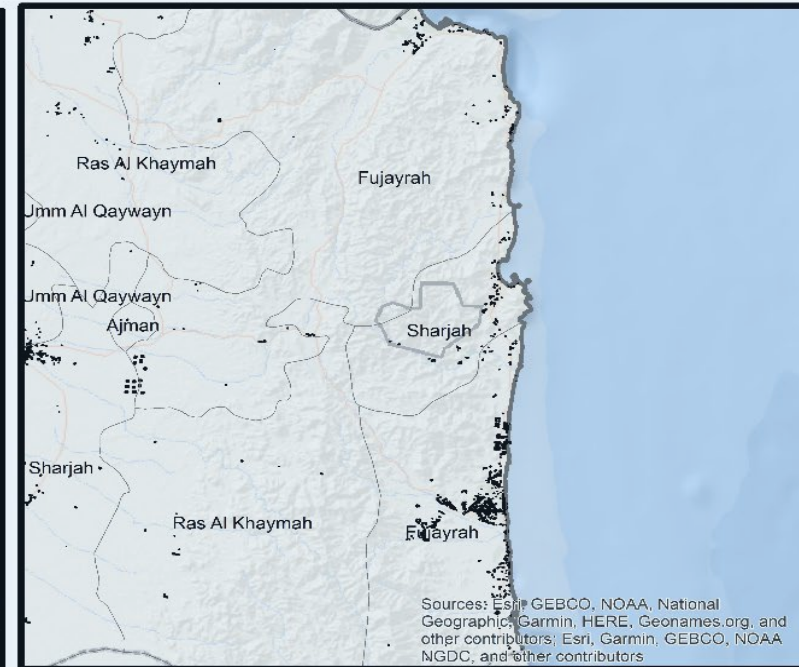 Ras Al Khaymah
Fujayrah
Umm Al Qaywayn
Umm Al Qaywayn
Ajman
Sharjah
Sharjah
Ras Al Khaymah
Fujayrah
Sources: Esri, GEBCO, NOAA, National
Geographic, Garmin, HERE, Geonames.org, and
other contributors; Esri, Garmin, GEBCO, NOAA
NGDC, and other contributors